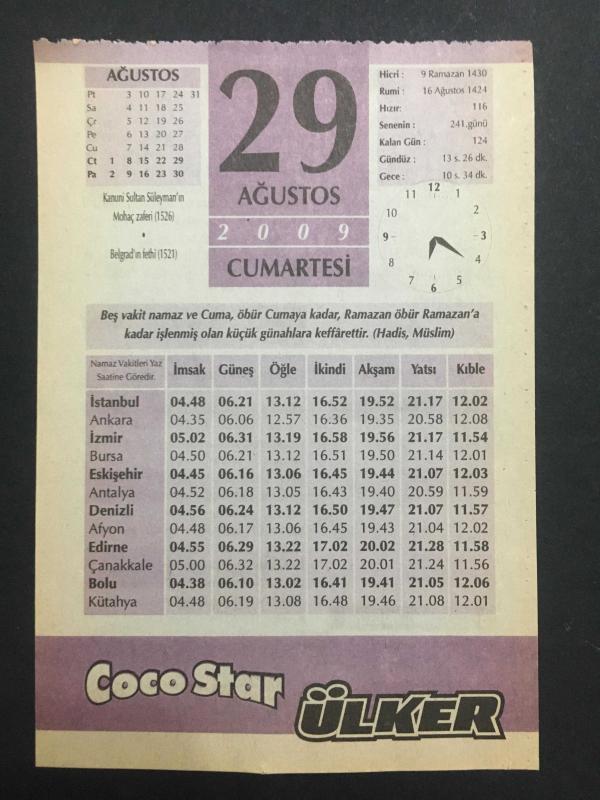 AĞUSTOS
Pt 3 10 17 24 31
Sa 4 11 18 25
Çr 5 12 19 26
Pe 6 13 20 27
Cu 7 14 21 28
Ct 1 8 15 22 29
Pa 2 9 16 23 30
Kanuni Sultan Süleyman'ın
Mohaç zaferi (1526)
•
Belgrad'ın fethi (1521)
29
AĞUSTOS
2009
CUMARTESİ
Hicri : 9 Ramazan 1430
Rumi : 16 Ağustos 1424
Hızır: 116
Senenin : 241.günü
Kalan Gün : 124
Gündüz : 13 s. 26 dk.
Gece : 10 s. 34 dk.
12 1 2 3 4 5 6 7 8 9 10 11
Beş vakit namaz ve Cuma, öbür Cumaya kadar, Ramazan öbür Ramazan'a
kadar işlenmiş olan küçük günahlara keffârettir. (Hadis, Müslim)
Namaz Vakitleri Yaz
Saatine Göredir.
İmsak Güneş Öğle İkindi Akşam Yatsı Kıble
İstanbul 04.48 06.21 13.12 16.52 19.52 21.17 12.02
Ankara 04.35 06.06 12.57 16.36 19.35 20.58 12.08
İzmir 05.02 06.31 13.19 16.58 19.56 21.17 11.54
Bursa 04.50 06.21 13.12 16.51 19.50 21.14 12.01
Eskişehir 04.45 06.16 13.06 16.45 19.44 21.07 12.03
Antalya 04.52 06.18 13.05 16.43 19.40 20.59 11.59
Denizli 04.56 06.24 13.12 16.50 19.47 21.07 11.57
Afyon 04.48 06.17 13.06 16.45 19.43 21.04 12.02
Edirne 04.55 06.29 13.22 17.02 20.02 21.28 11.58
Çanakkale 05.00 06.32 13.22 17.02 20.01 21.24 11.56
Bolu 04.38 06.10 13.02 16.41 19.41 21.05 12.06
Kütahya 04.48 06.19 13.08 16.48 19.46 21.08 12.01
Coco Star
ÜLKER